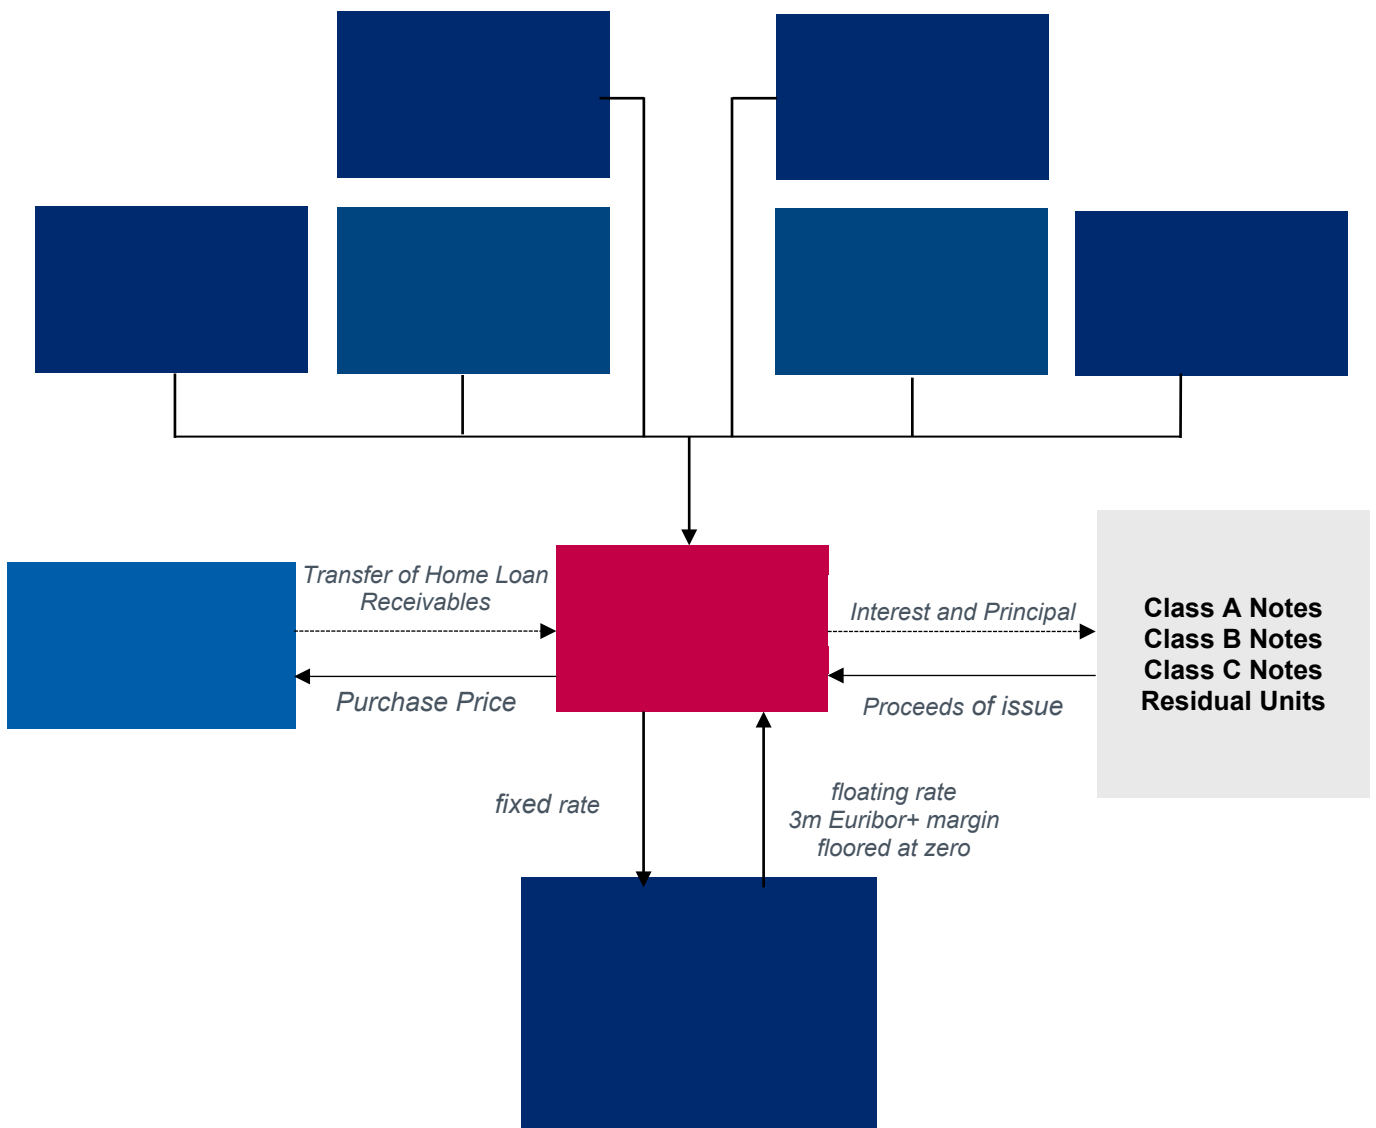 Transfer of Home Loan
Receivables
Purchase Price
Interest and Principal
Proceeds of issue
Class A Notes
Class B Notes
Class C Notes
Residual Units
fixed rate
floating rate
3m Euribor+ margin
floored at zero